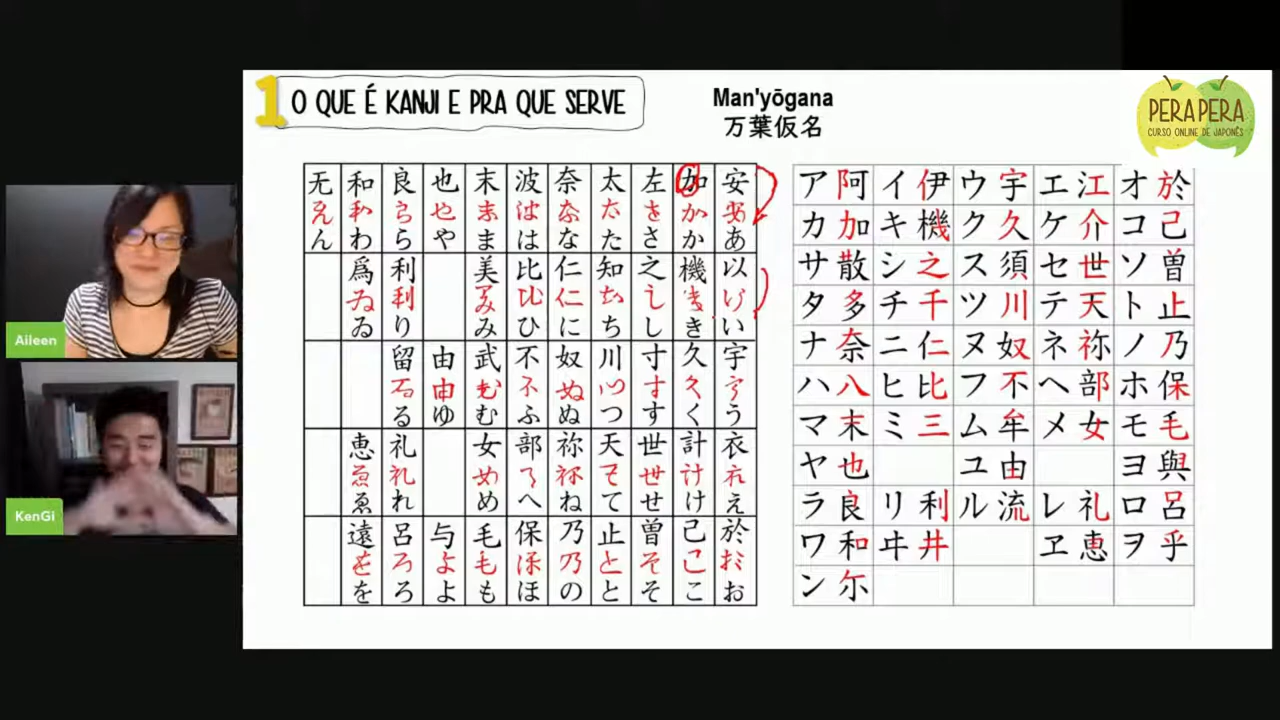 1 O QUE É KANJI E PRA QUE SERVE
Man'yōgana
万葉仮名
PERAPERA
CURSO ONLINE DE JAPONÊS
Aileen
KenGi
无 和 良 也 末 波 奈 太 左 加 安
ん わ ら や ま は な た さ か あ
爲 利 美 比 仁 知 之 機 以
ゐ り み ひ に ち し き い
留 由 武 不 奴 川 寸 久 宇
る ゆ む ふ ぬ つ す く う
恵 礼 女 部 祢 天 世 計 衣
ゑ れ め へ ね て せ け え
遠 呂 与 毛 保 乃 止 曽 己 於
を ろ よ も ほ の と そ こ お
ア阿 イ伊 ウ宇 エ江 オ於
カ加 キ機 ク久 ケ介 コ己
サ散 シ之 ス須 セ世 ソ曽
タ多 チ千 ツ川 テ天 ト止
ナ奈 ニ仁 ヌ奴 ネ祢 ノ乃
ハ八 ヒ比 フ不 ヘ部 ホ保
マ末 ミ三 ム牟 メ女 モ毛
ヤ也 ユ由 ヨ與
ラ良 リ利 ル流 レ礼 ロ呂
ワ和 ヰ井 ヱ恵 ヲ乎
ン尓